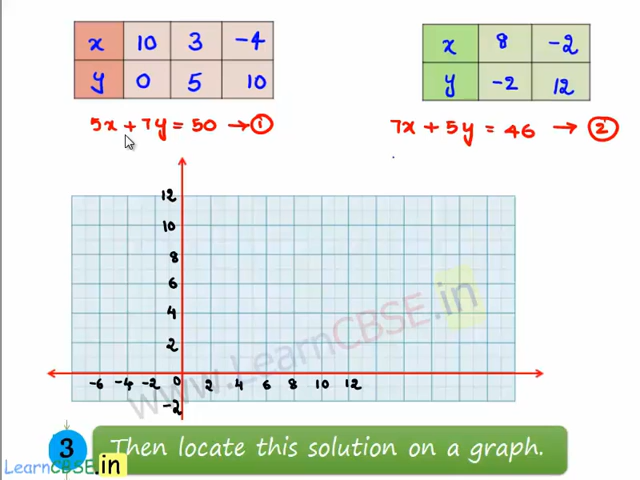 x 10 3 -4
y 0 5 10
x 8 -2
y -2 12
5x + 7y = 50 → ①
7x + 5y = 46 → ②
12
10
8
6
4
2
-6 -4 -2 0 2 4 6 8 10 12
-2
www.LearnCBSE.in
3 Then locate this solution on a graph.
LearnCBSE.in